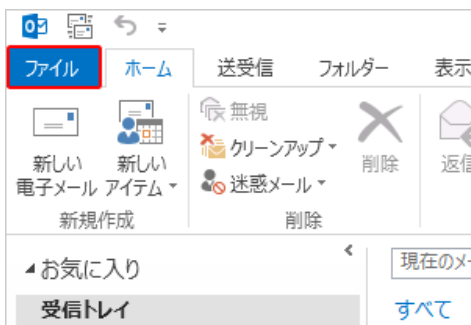 ファイル ホーム 送受信 フォルダー 表示
新しい 電子メール
新しい アイテム
無視
クリーンアップ
迷惑メール
削除
返信
新規作成
削除
お気に入り
受信トレイ
現在のメー
すべて